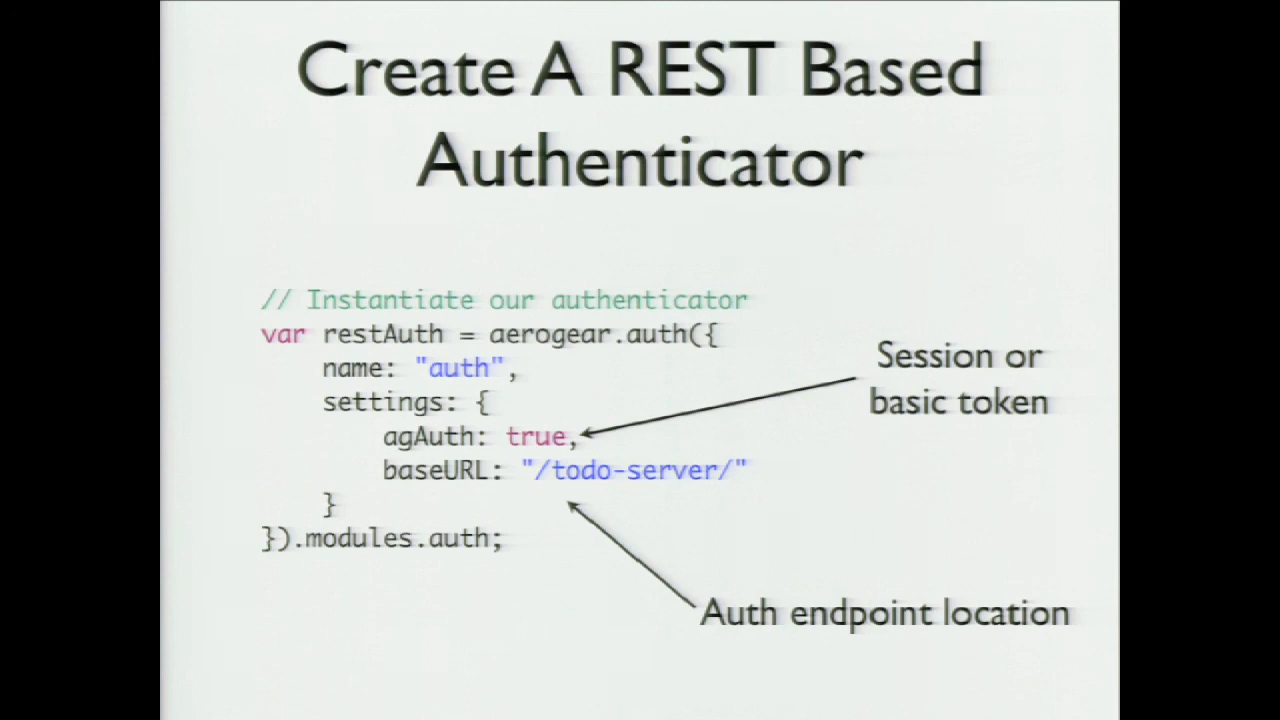 Create A REST Based
Authenticator
// Instantiate our authenticator
var restAuth = aerogear.auth({
    name: "auth",
    settings: {
        agAuth: true,
        baseURL: "/todo-server/"
    }
}).modules.auth;
Session or
basic token
Auth endpoint location